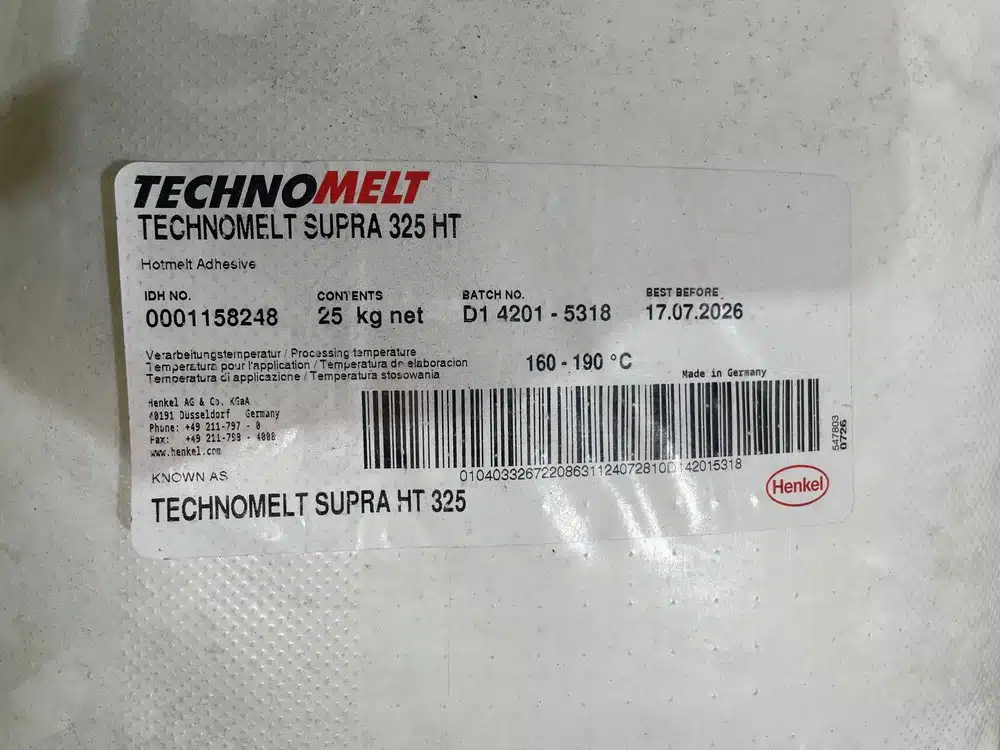 TECHNOMELT
TECHNOMELT SUPRA 325 HT
Hotmelt Adhesive
IDH NO. CONTENTS BATCH NO. BEST BEFORE
0001158248 25 kg net D1 4201 - 5318 17.07.2026
Verarbeitungstemperatur / Processing temperature
Temperatura pour l'application / Temperatura de elaboracion
Temperatura di applicazione / Temperatura stosowania
160 - 190 °C
Made in Germany
Henkel AG & Co. KGaA
40191 Düsseldorf Germany
Phone: +49 211-797 - 0
Fax: +49 211-798 - 4008
www.henkel.com
547803
0726
01040332672208631124072810D142015318
Henkel
KNOWN AS
TECHNOMELT SUPRA HT 325